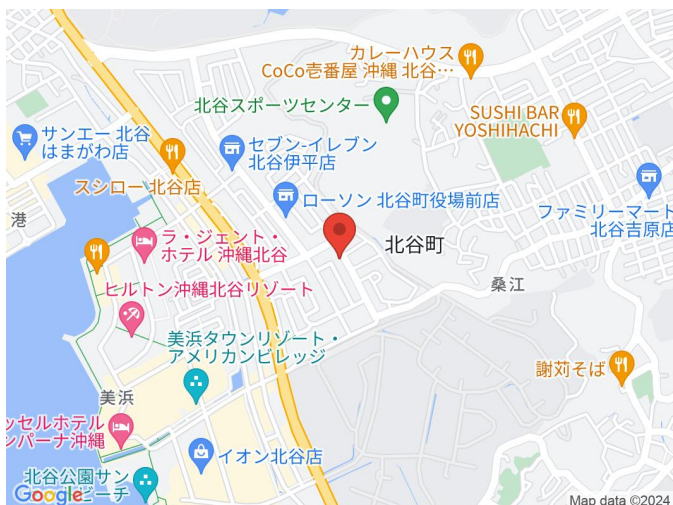 カレーハウス
CoCo壱番屋 沖縄 北谷…
北谷スポーツセンター
SUSHI BAR
YOSHIHACHI
サンエー 北谷
はまがわ店
セブン-イレブン
北谷伊平店
スシロー 北谷店
ローソン 北谷町役場前店
ファミリーマート
北谷吉原店
港
ラ・ジェント・
ホテル 沖縄北谷
北谷町
桑江
ヒルトン沖縄北谷リゾート
美浜タウンリゾート・
アメリカンビレッジ
謝苅そば
美浜
ッセルホテル
ンパーナ沖縄
イオン北谷店
北谷公園サン
ビーチ
Google
Map data ©2024